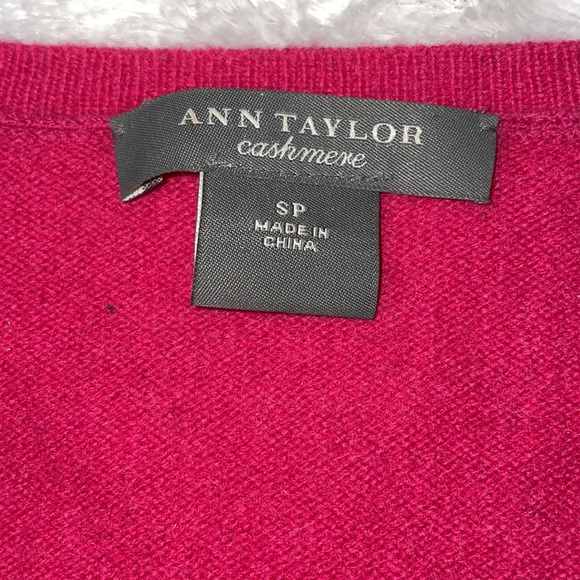 ANN TAYLOR
cashmere
SP
MADE IN
CHINA